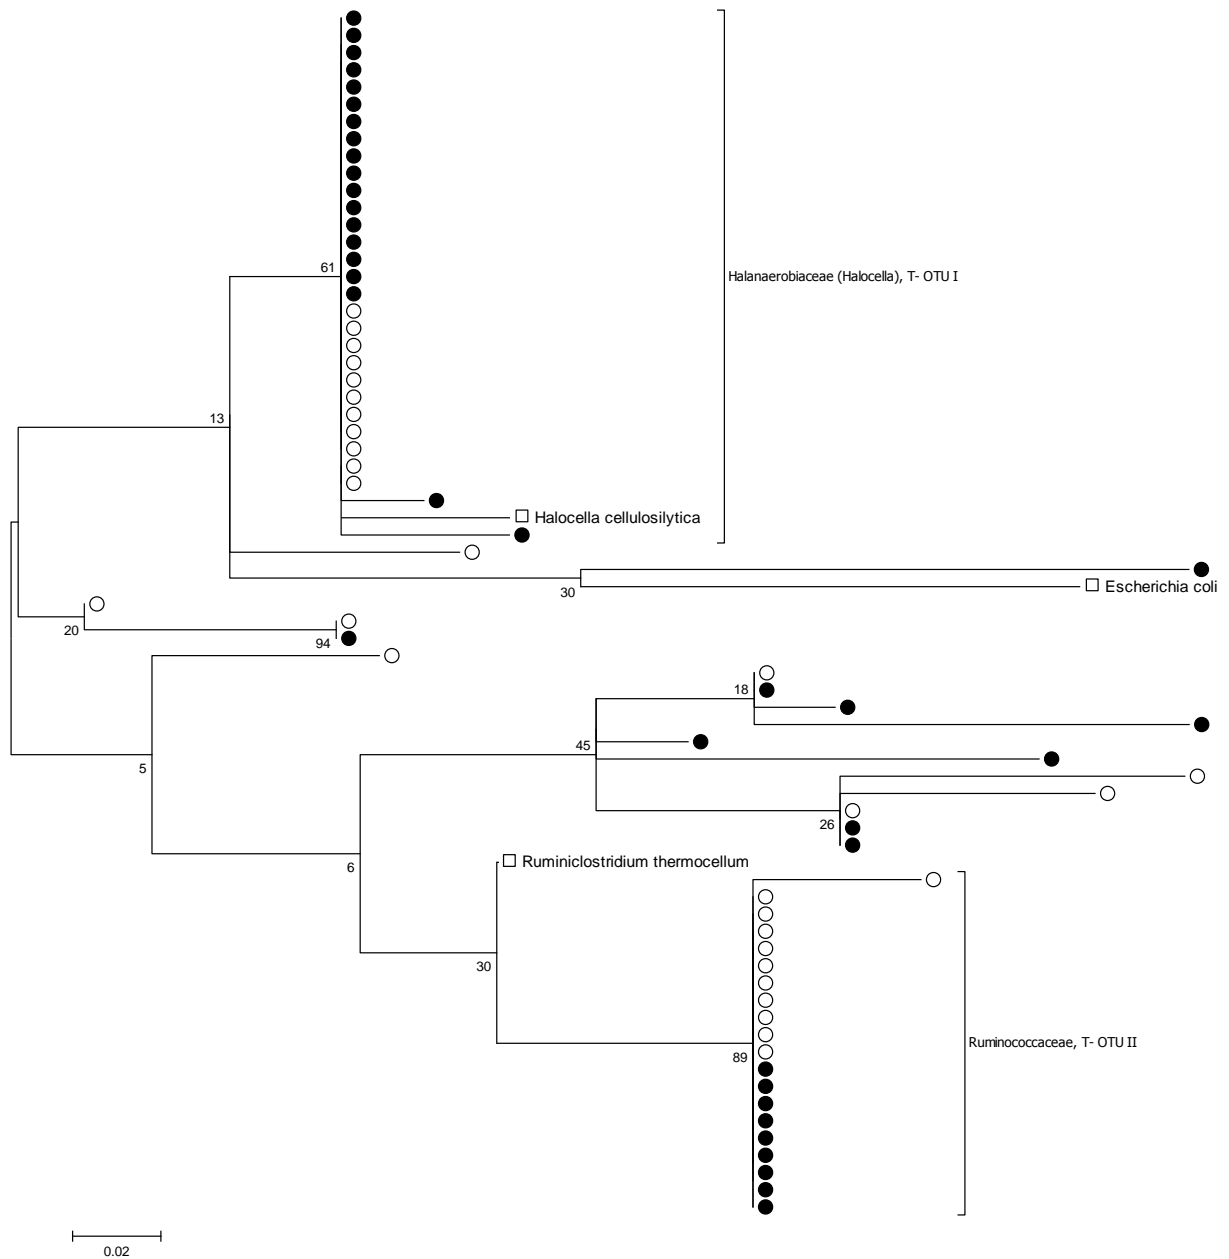 61
Halanaerobiaceae (Halocella), T- OTU I
13
Halocella cellulosilytica
30
Escherichia coli
20
94
18
45
5
26
6
Ruminiclostridium thermocellum
30
89
Ruminococcaceae, T- OTU II
0.02